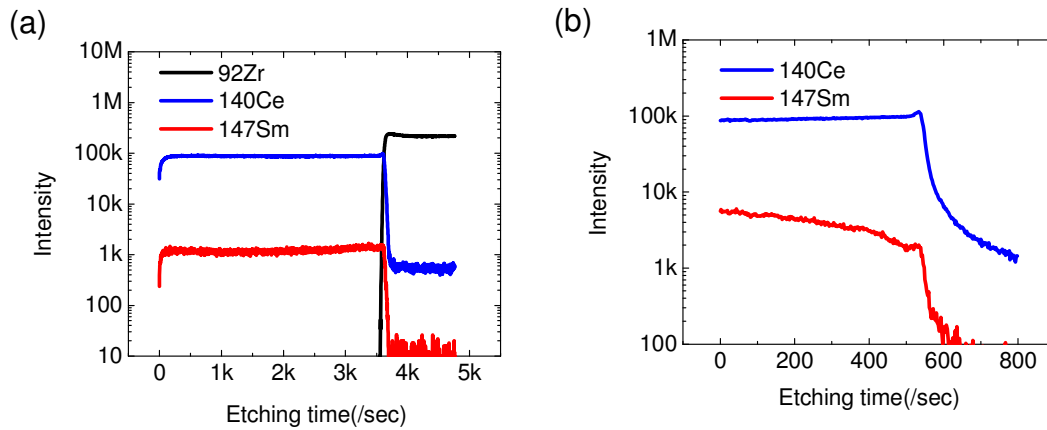 (a)
10M
1M
100k
10k
1k
100
10
Intensity
92Zr
140Ce
147Sm
0 1k 2k 3k 4k 5k
Etching time(/sec)
(b)
1M
100k
10k
1k
100
Intensity
140Ce
147Sm
0 200 400 600 800
Etching time(/sec)